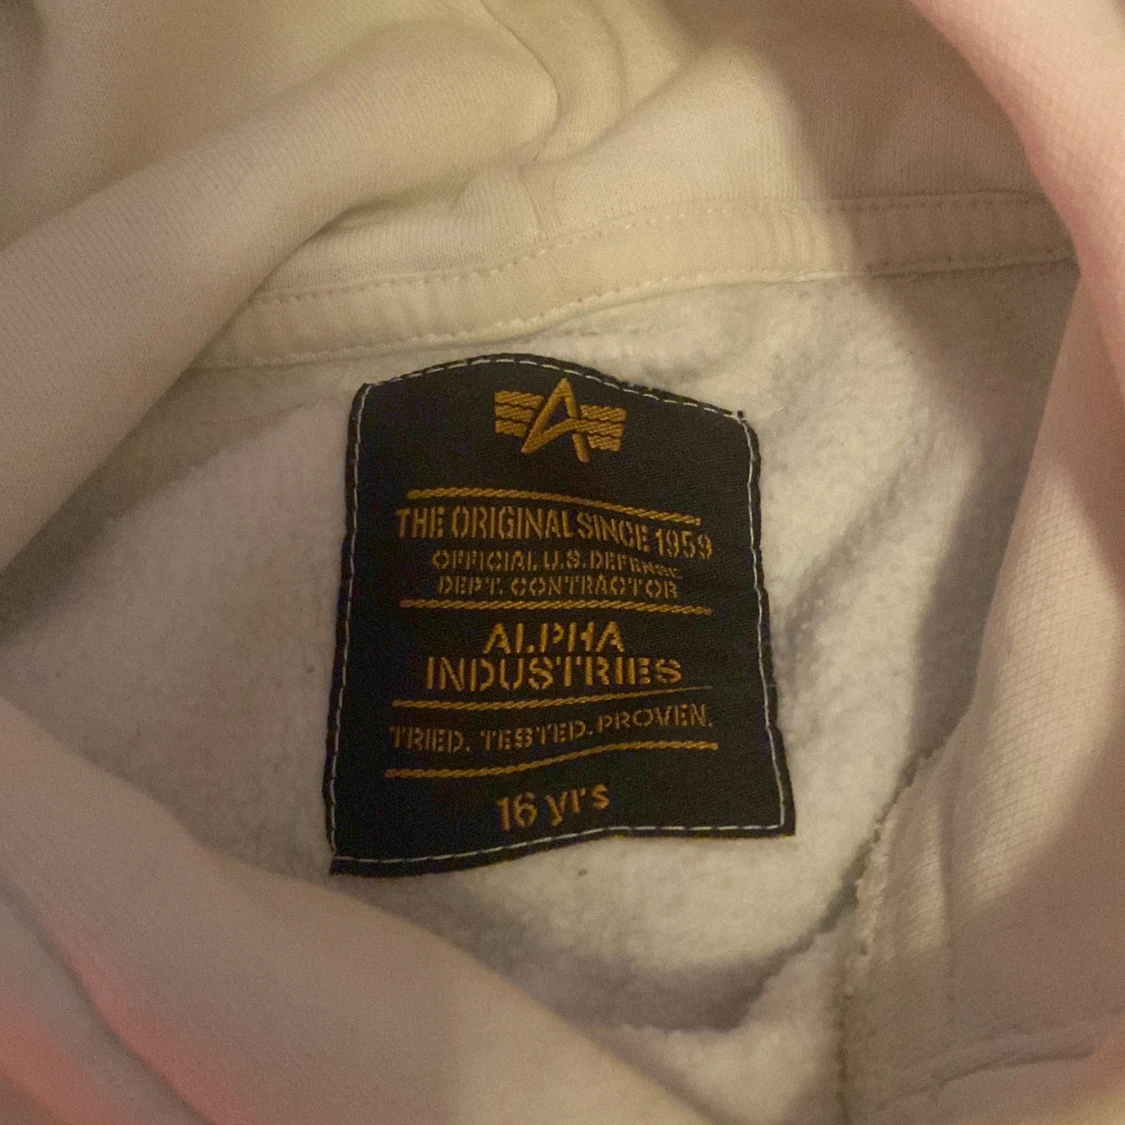 THE ORIGINAL SINCE 1959
OFFICIAL U.S. DEFENSE
DEPT. CONTRACTOR
ALPHA
INDUSTRIES
TRIED. TESTED. PROVEN.
16 yrs